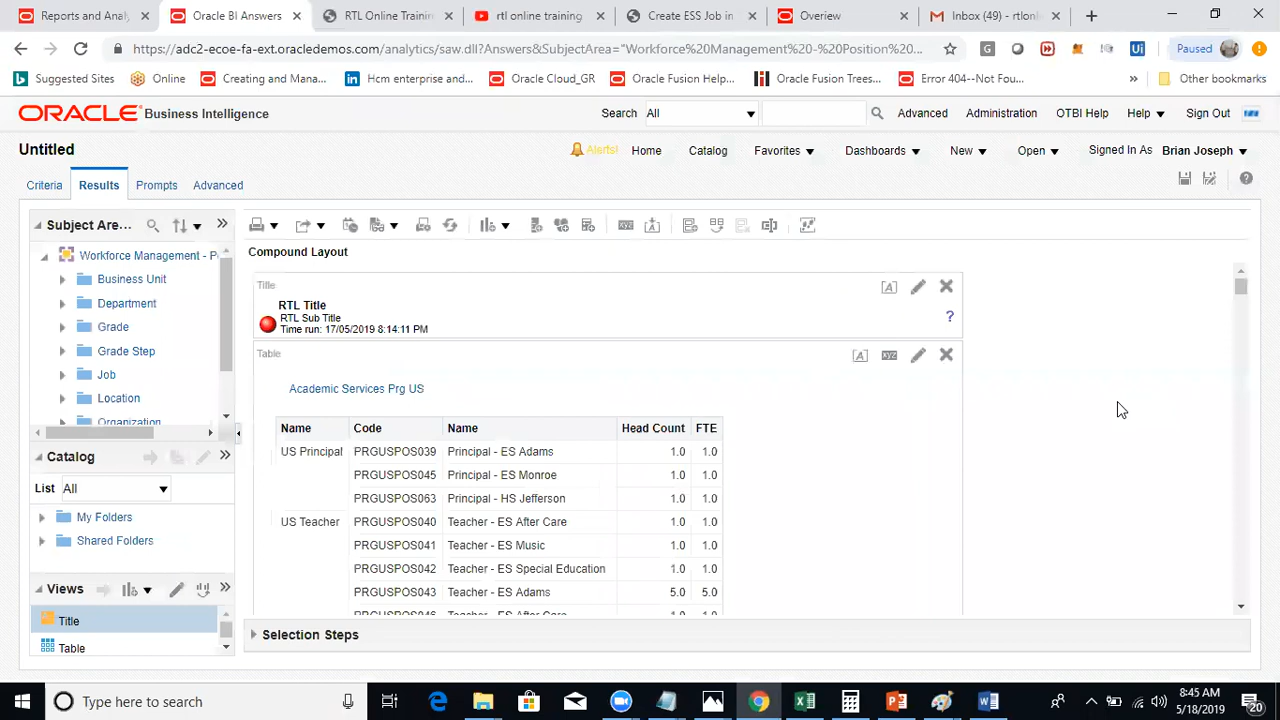 Reports and Analy
Oracle BI Answers
RTL Online Trainin
rtl online training
Create ESS Job in
Overview
Inbox (49) - rtlonl
https://adc2-ecoe-fa-ext.oracledemos.com/analytics/saw.dll?Answers&SubjectArea="Workforce%20Management%20-%20Position%20...
Paused
Suggested Sites
Online
Creating and Mana...
Hcm enterprise and...
Oracle Cloud_GR
Oracle Fusion Help...
Oracle Fusion Trees...
Error 404--Not Fou...
Other bookmarks
ORACLE Business Intelligence
Search All Advanced Administration OTBI Help Help Sign Out
Untitled
Alerts! Home Catalog Favorites Dashboards New Open Signed In As Brian Joseph
Criteria Results Prompts Advanced
Subject Are...
Workforce Management - P
Business Unit
Department
Grade
Grade Step
Job
Location
Organization
Catalog
List All
My Folders
Shared Folders
Views
Title
Table
Compound Layout
Title
RTL Title
RTL Sub Title
Time run: 17/05/2019 8:14:11 PM
Table
Academic Services Prg US
Name Code Name Head Count FTE
US Principal PRGUSPOS039 Principal - ES Adams 1.0 1.0
PRGUSPOS045 Principal - ES Monroe 1.0 1.0
PRGUSPOS063 Principal - HS Jefferson 1.0 1.0
US Teacher PRGUSPOS040 Teacher - ES After Care 1.0 1.0
PRGUSPOS041 Teacher - ES Music 1.0 1.0
PRGUSPOS042 Teacher - ES Special Education 1.0 1.0
PRGUSPOS043 Teacher - ES Adams 5.0 5.0
PRGUSPOS046 Teacher - ES After Care 1.0 1.0
Selection Steps
Type here to search
8:45 AM
5/18/2019
20